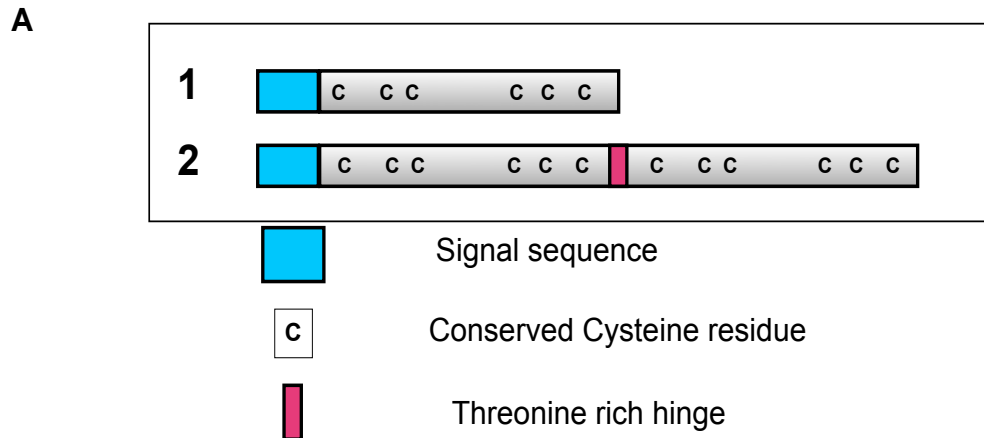 A
1 C C C C C C
2 C C C C C C C C C C C C
Signal sequence
C Conserved Cysteine residue
Threonine rich hinge